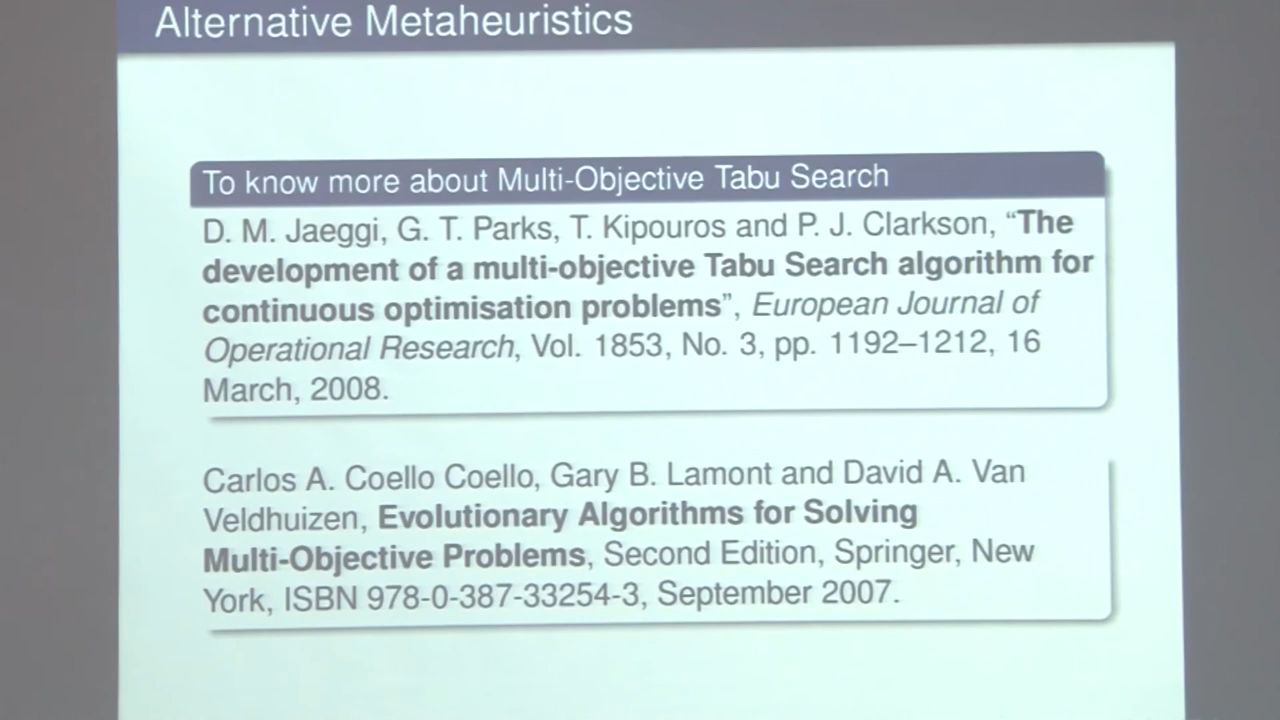 Alternative Metaheuristics
To know more about Multi-Objective Tabu Search
D. M. Jaeggi, G. T. Parks, T. Kipouros and P. J. Clarkson, “The
development of a multi-objective Tabu Search algorithm for
continuous optimisation problems”, European Journal of
Operational Research, Vol. 1853, No. 3, pp. 1192–1212, 16
March, 2008.
Carlos A. Coello Coello, Gary B. Lamont and David A. Van
Veldhuizen, Evolutionary Algorithms for Solving
Multi-Objective Problems, Second Edition, Springer, New
York, ISBN 978-0-387-33254-3, September 2007.